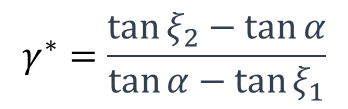 γ* = (tan ξ₂ − tan α) / (tan α − tan ξ₁)